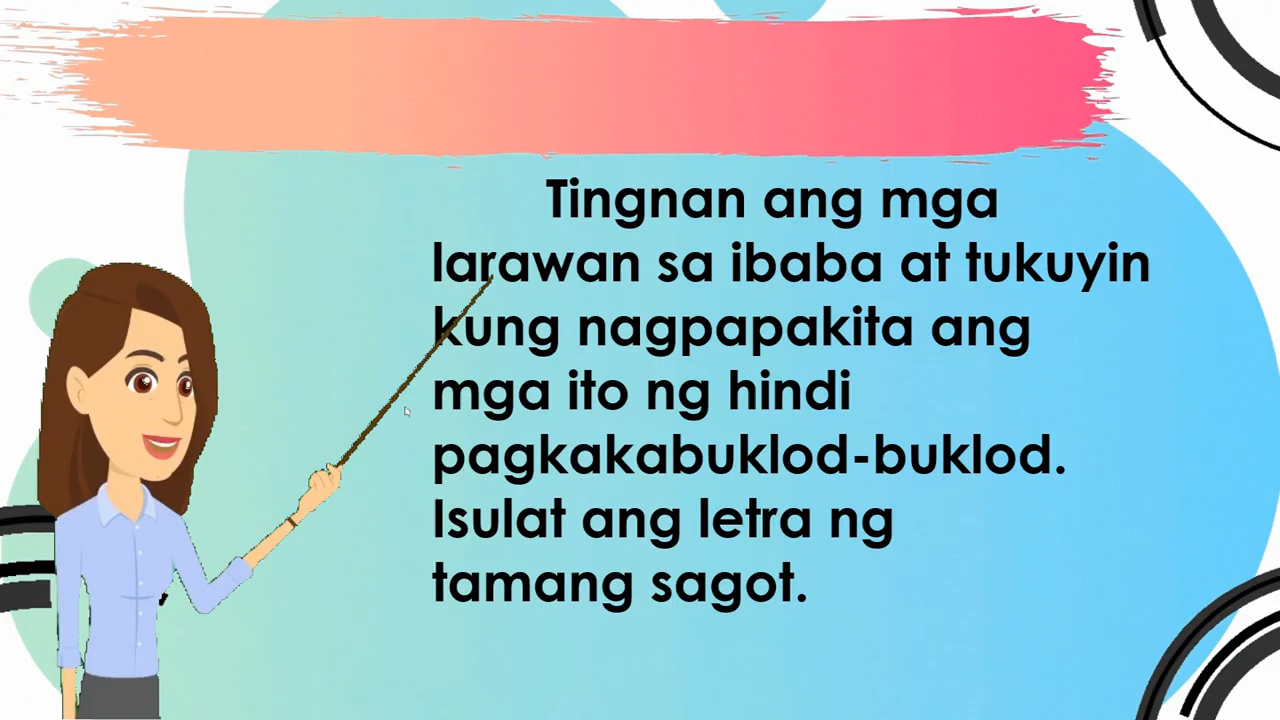 Tingnan ang mga
larawan sa ibaba at tukuyin
kung nagpapakita ang
mga ito ng hindi
pagkakabuklod-buklod.
Isulat ang letra ng
tamang sagot.